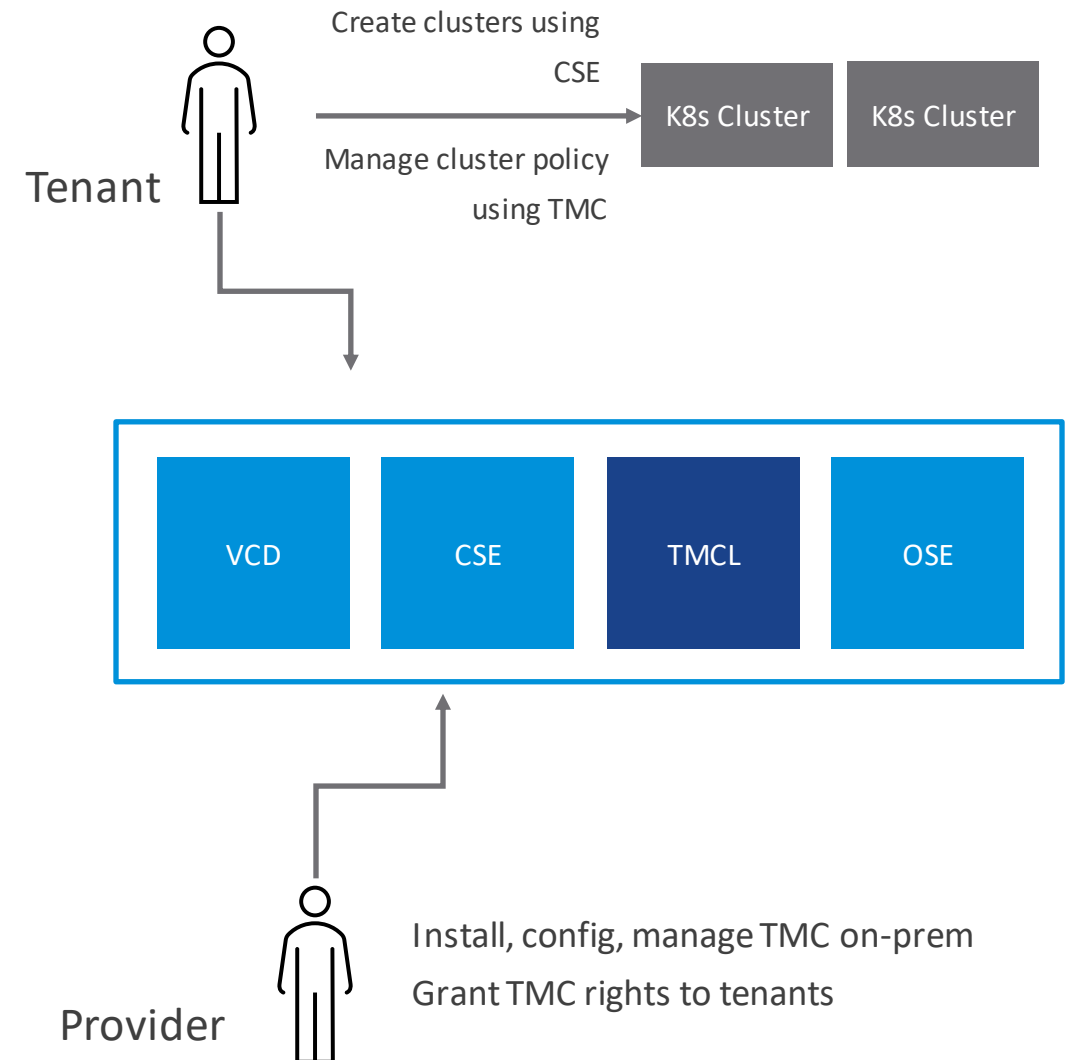 Create clusters using
CSE
K8s Cluster
K8s Cluster
Manage cluster policy
using TMC
Tenant
VCD
CSE
TMCL
OSE
Install, config, manage TMC on-prem
Grant TMC rights to tenants
Provider